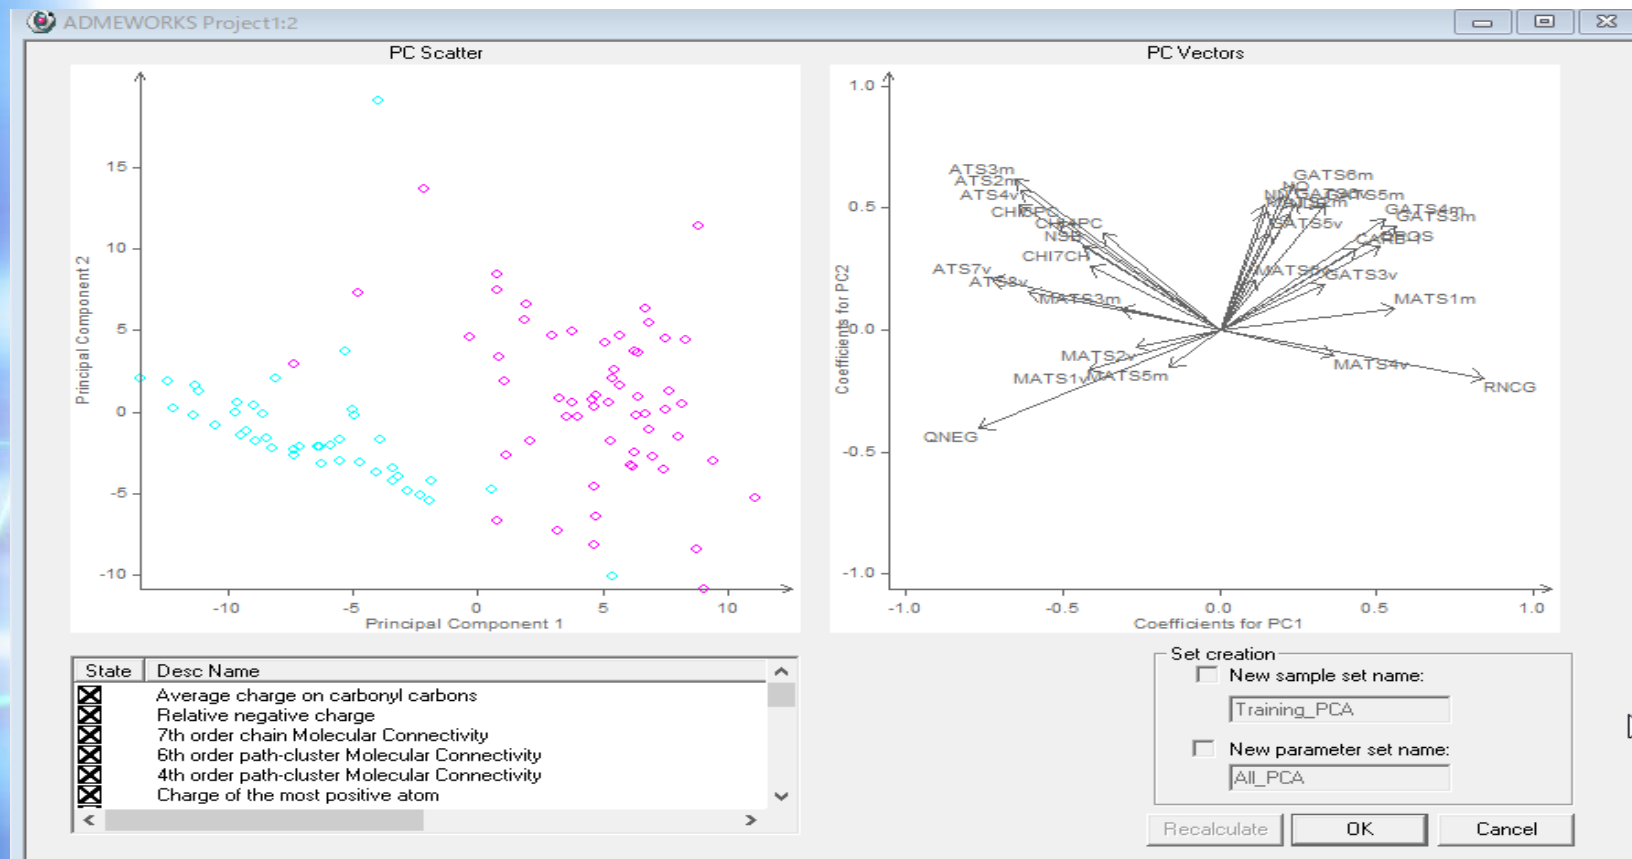 ADMEWORKS Project1:2
PC Scatter
15
10
5
0
-5
-10
Principal Component 2
-10 -5 0 5 10
Principal Component 1
PC Vectors
1.0
0.5
0.0
-0.5
-1.0
Coefficients for PC2
ATS3m
ATS2m
ATS4v
CHI4PC
NSB
CHI7CH
ATS7v
ATS8v
MATS3m
MATS2v
MATS1v
MATS5m
QNEG
GATS6m
NO
NN
GATS5m
GATS5v
GATS4m
GATS3m
GATS3v
MATS1m
MATS4v
RNCG
-1.0 -0.5 0.0 0.5 1.0
Coefficients for PC1
State Desc Name
Average charge on carbonyl carbons
Relative negative charge
7th order chain Molecular Connectivity
6th order path-cluster Molecular Connectivity
4th order path-cluster Molecular Connectivity
Charge of the most positive atom
Set creation
New sample set name:
Training_PCA
New parameter set name:
All_PCA
Recalculate OK Cancel